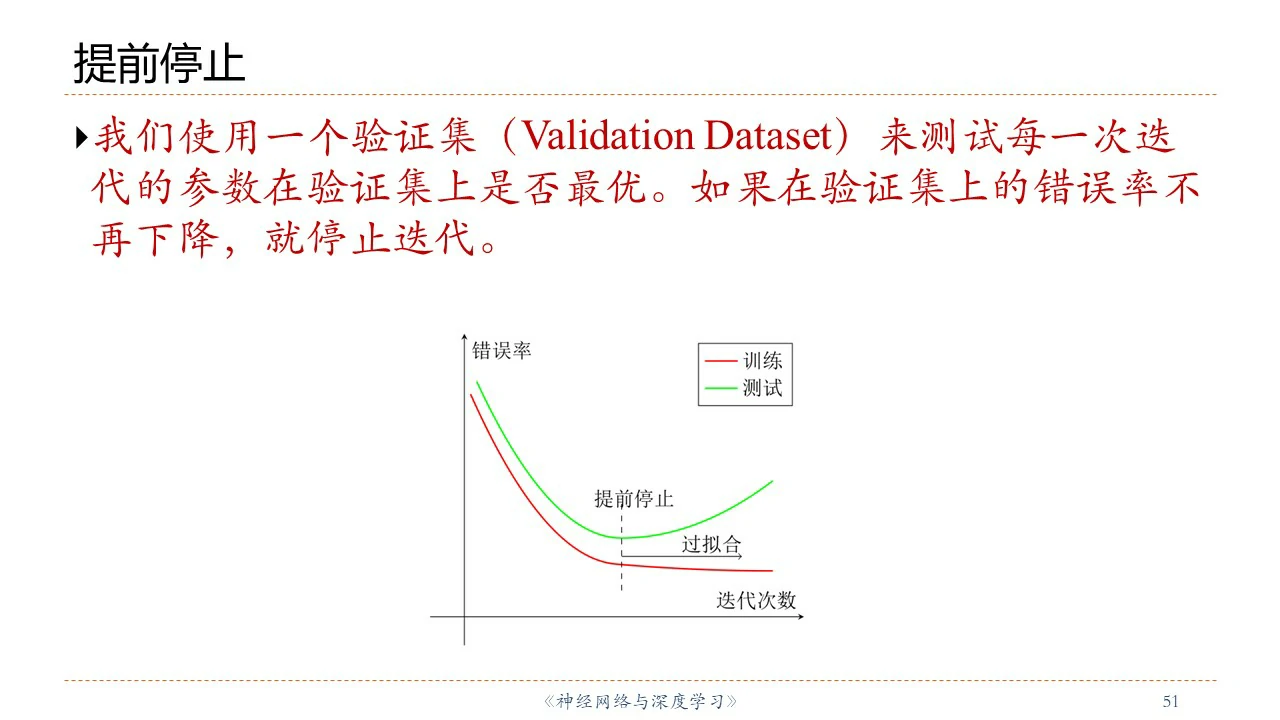 提前停止
我们使用一个验证集（Validation Dataset）来测试每一次迭
代的参数在验证集上是否最优。如果在验证集上的错误率不
再下降，就停止迭代。
错误率
训练
测试
提前停止
过拟合
迭代次数
《神经网络与深度学习》
51